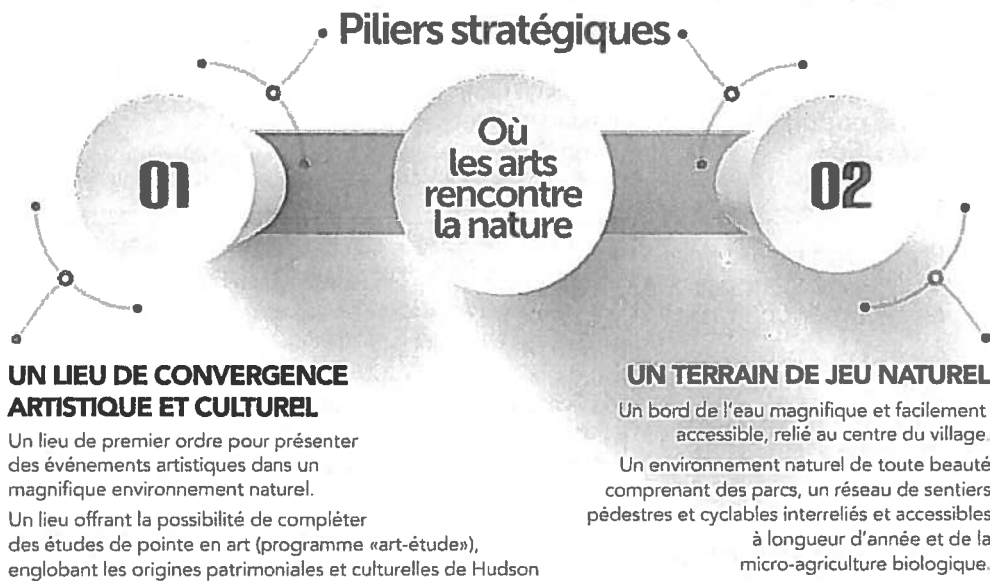 Piliers stratégiques
01
Où
les arts
rencontre
la nature
02
UN LIEU DE CONVERGENCE
ARTISTIQUE ET CULTUREL
Un lieu de premier ordre pour présenter
des événements artistiques dans un
magnifique environnement naturel.
Un lieu offrant la possibilité de compléter
des études de pointe en art (programme «art-étude»),
englobant les origines patrimoniales et culturelles de Hudson
UN TERRAIN DE JEU NATUREL
Un bord de l'eau magnifique et facilement
accessible, relié au centre du village.
Un environnement naturel de toute beauté
comprenant des parcs, un réseau de sentiers
pédestres et cyclables interreliés et accessibles
à longueur d'année et de la
micro-agriculture biologique.